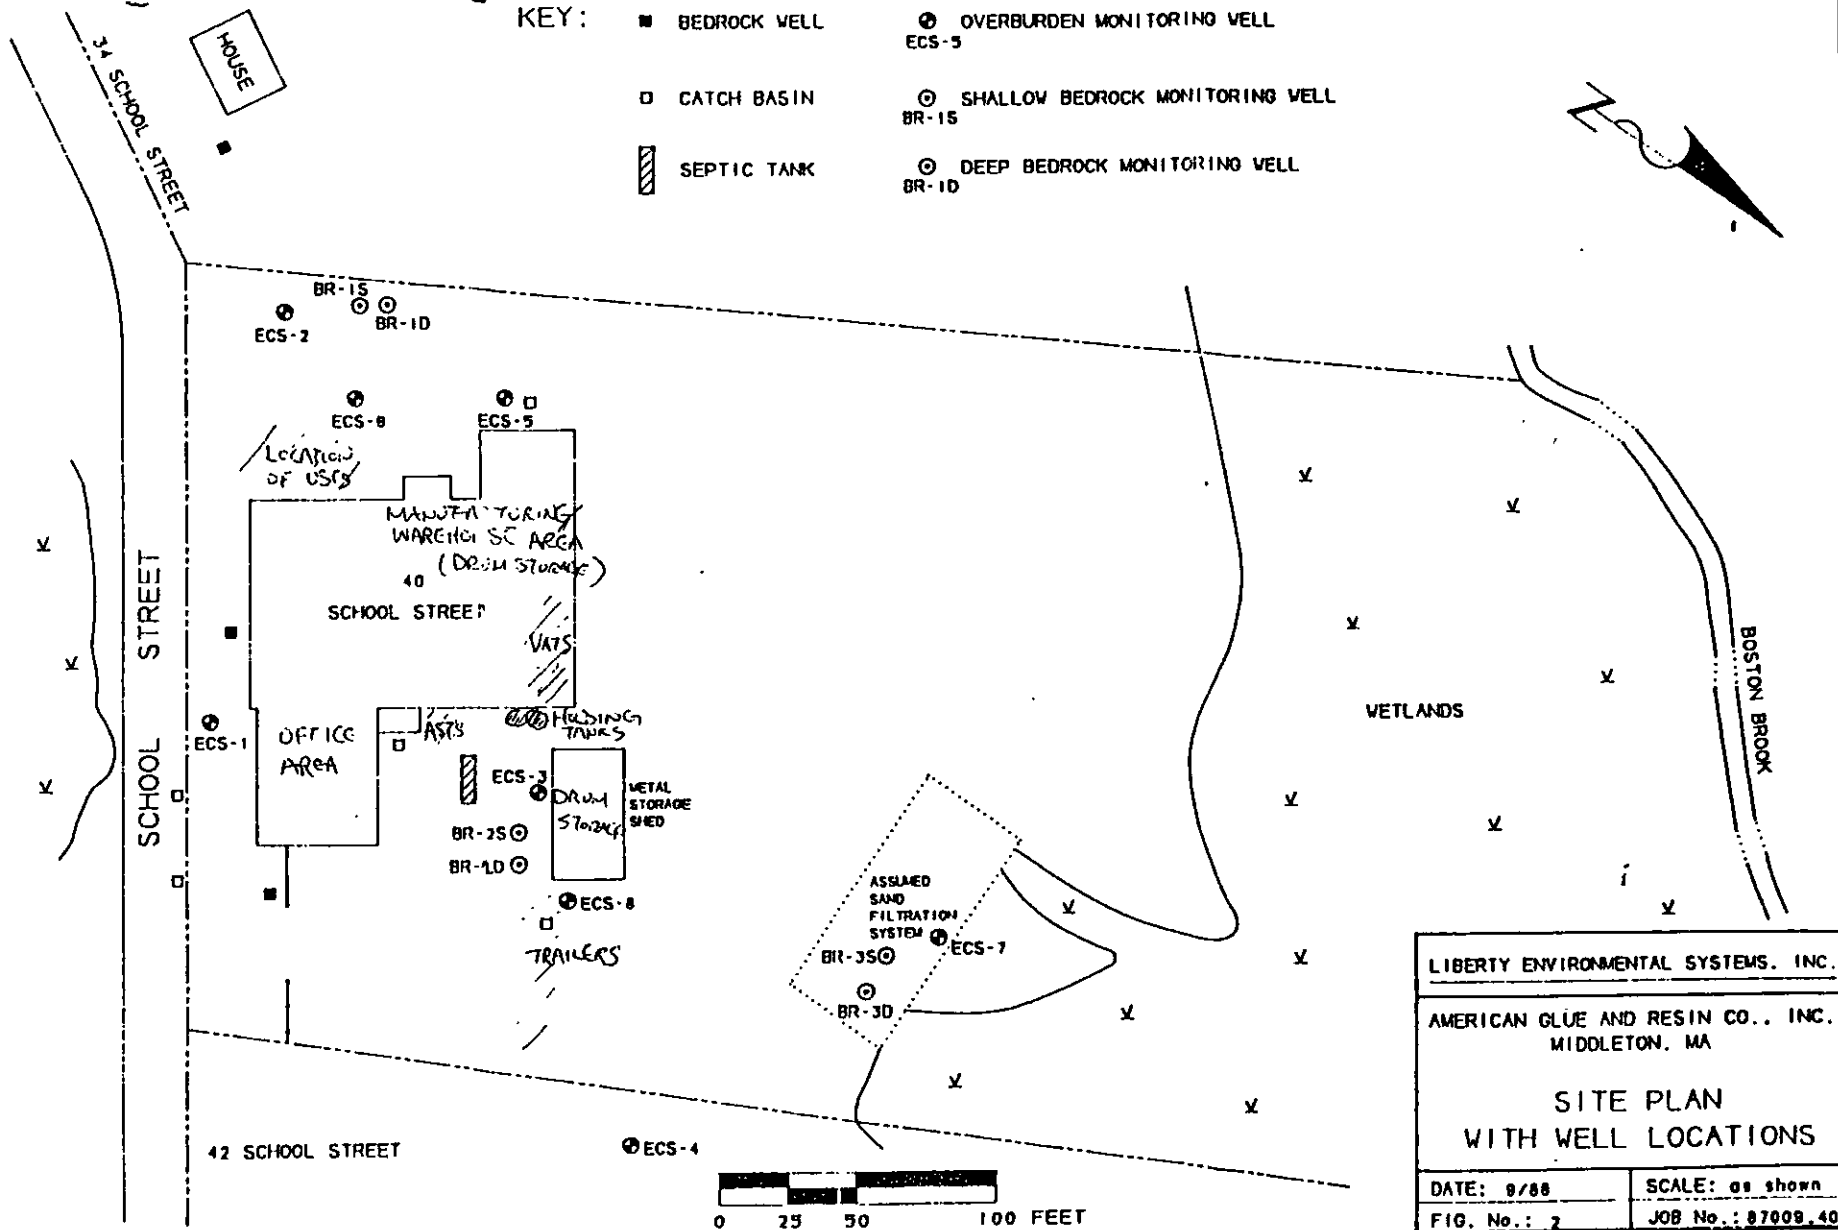 KEY:
BEDROCK WELL
OVERBURDEN MONITORING WELL
ECS-5
CATCH BASIN
SHALLOW BEDROCK MONITORING WELL
BR-1S
SEPTIC TANK
DEEP BEDROCK MONITORING WELL
BR-1D
HOUSE
34 SCHOOL STREET
N
BR-1S
BR-1D
ECS-2
ECS-5
LOCATION
OF USTS
MANUFACTURING/
WAREHOUSE AREA
(DRUM STORAGE)
40
SCHOOL STREET
VATS
SCHOOL STREET
ECS-1
OFFICE
AREA
ASTS
HOLDING
TANKS
ECS-3
DRUM
STORAGE
METAL
STORAGE
SHED
BR-2S
TRAILERS
ASSUMED
SAND
FILTRATION
SYSTEM
ECS-7
BR-3S
BR-3D
WETLANDS
BOSTON BROOK
42 SCHOOL STREET
ECS-4
0 25 50 100 FEET
LIBERTY ENVIRONMENTAL SYSTEMS, INC.
AMERICAN GLUE AND RESIN CO., INC.
MIDDLETON, MA
SITE PLAN
WITH WELL LOCATIONS
DATE: 9/88
SCALE: as shown
FIG. No.: 2
JOB No.: 87009.40